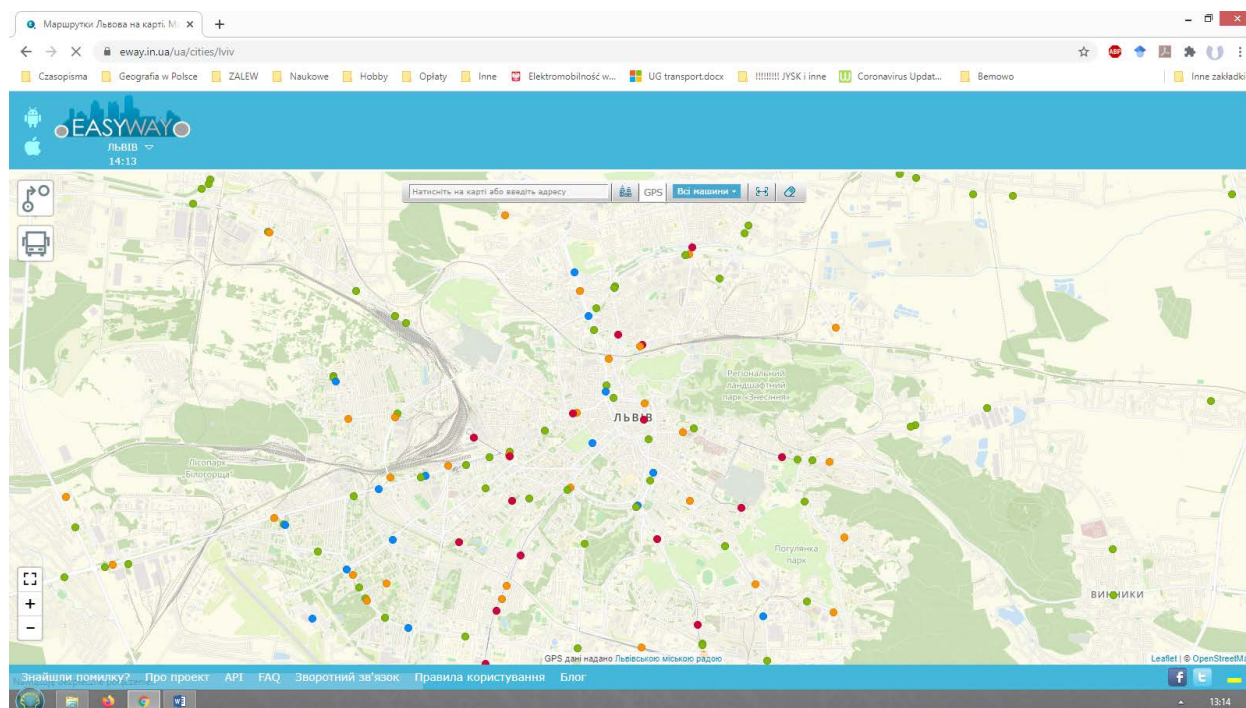 Маршрутки Львова на карті. М
eway.in.ua/ua/cities/lviv
Czasopisma Geografia w Polsce ZALEW Naukowe Hobby Opłaty Inne Elektromobilność w... UG transport.docx !!!!!!!!! JYSK i inne Coronavirus Updat... Bemowo Inne zakładki
ABP
EASYWAY
ЛЬВІВ
14:13
Натисніть на карті або введіть адресу GPS Всі машини
Регіональний
ландшафтний
парк «Знесіння»
ЛЬВІВ
Лісопарк
Білогорща
Погулянка
парк
ВИННИКИ
GPS дані надано Львівською міською радою
Leaflet | © OpenStreetMa
Знайшли помилку? Про проект API FAQ Зворотний зв'язок Правила користування Блог
13:14